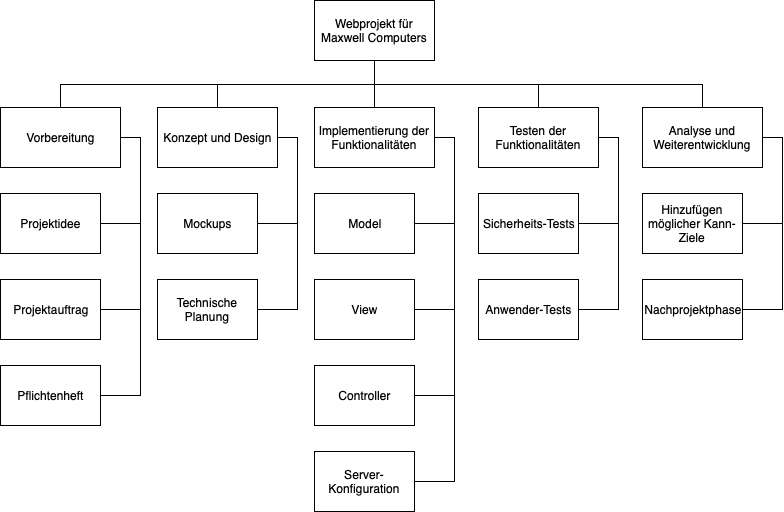 Webprojekt für
Maxwell Computers
Vorbereitung
Konzept und Design
Implementierung der
Funktionalitäten
Testen der
Funktionalitäten
Analyse und
Weiterentwicklung
Projektidee
Mockups
Model
Sicherheits-Tests
Hinzufügen
möglicher Kann-
Ziele
Projektauftrag
Technische
Planung
View
Anwender-Tests
Nachprojektphase
Pflichtenheft
Controller
Server-
Konfiguration